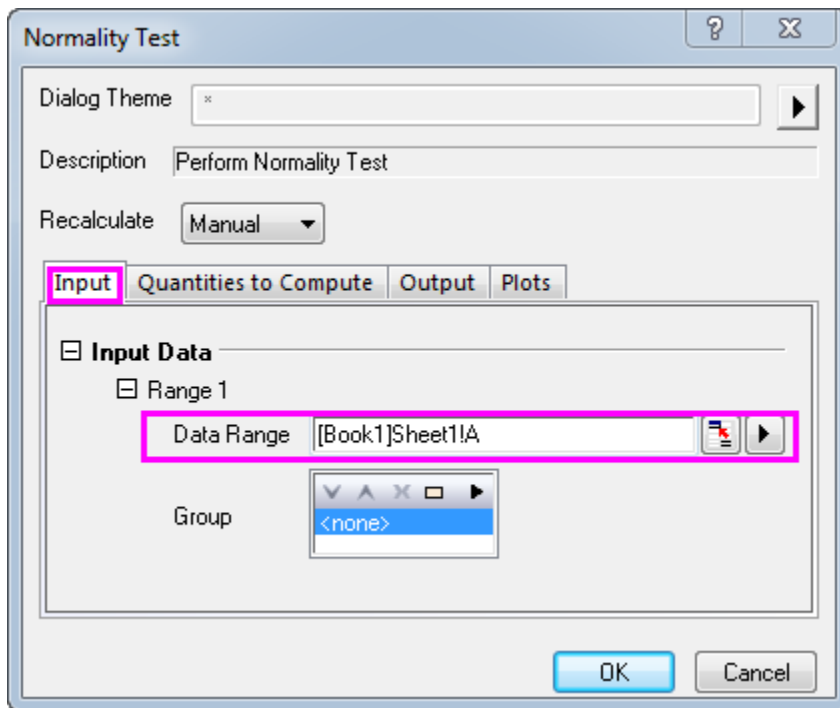 Normality Test
Dialog Theme *
Description Perform Normality Test
Recalculate Manual
Input Quantities to Compute Output Plots
Input Data
Range 1
Data Range [Book1]Sheet1!A
Group <none>
OK Cancel